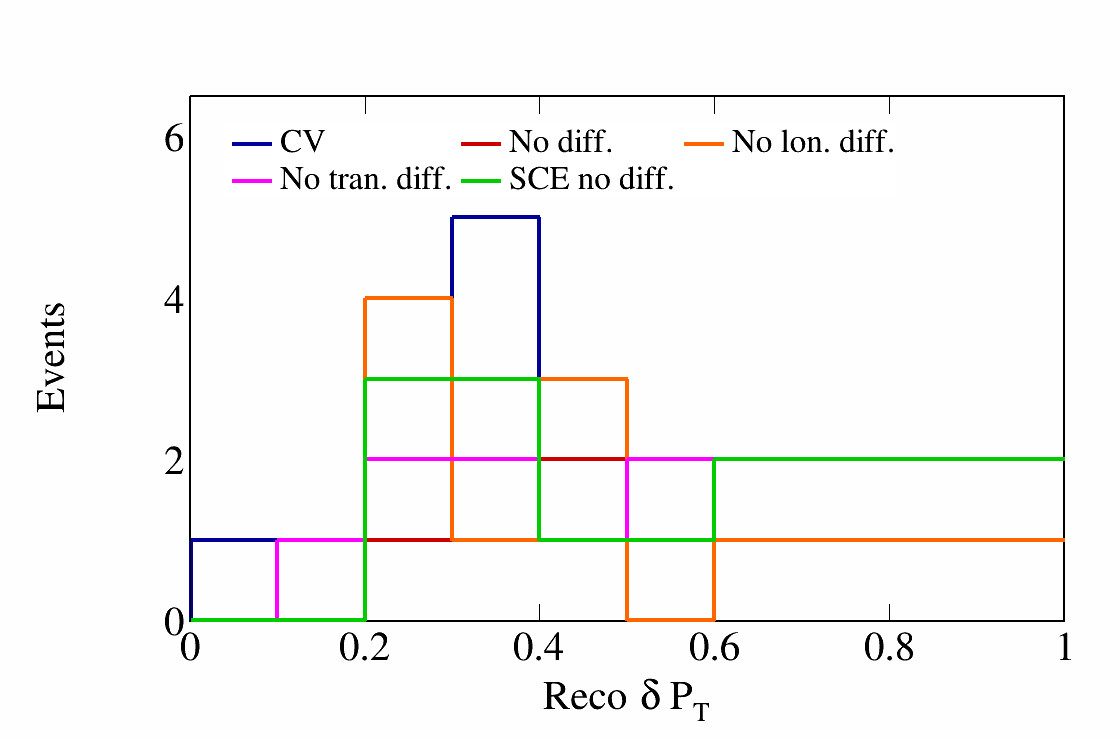 6
CV No diff. No lon. diff.
No tran. diff. SCE no diff.
4
Events
2
0
0 0.2 0.4 0.6 0.8 1
Reco δ P_T